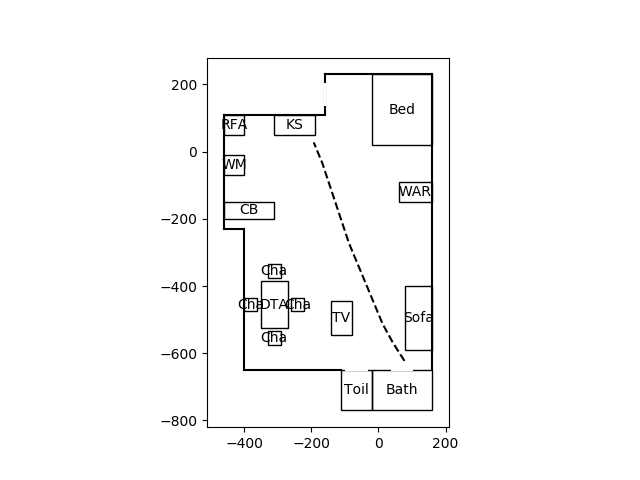 200
0
−200
−400
−600
−800
−400
−200
0
200
RFA
KS
Bed
WM
WAR
CB
Cha
Cha
DTA
Cha
TV
Sofa
Cha
Toil
Bath